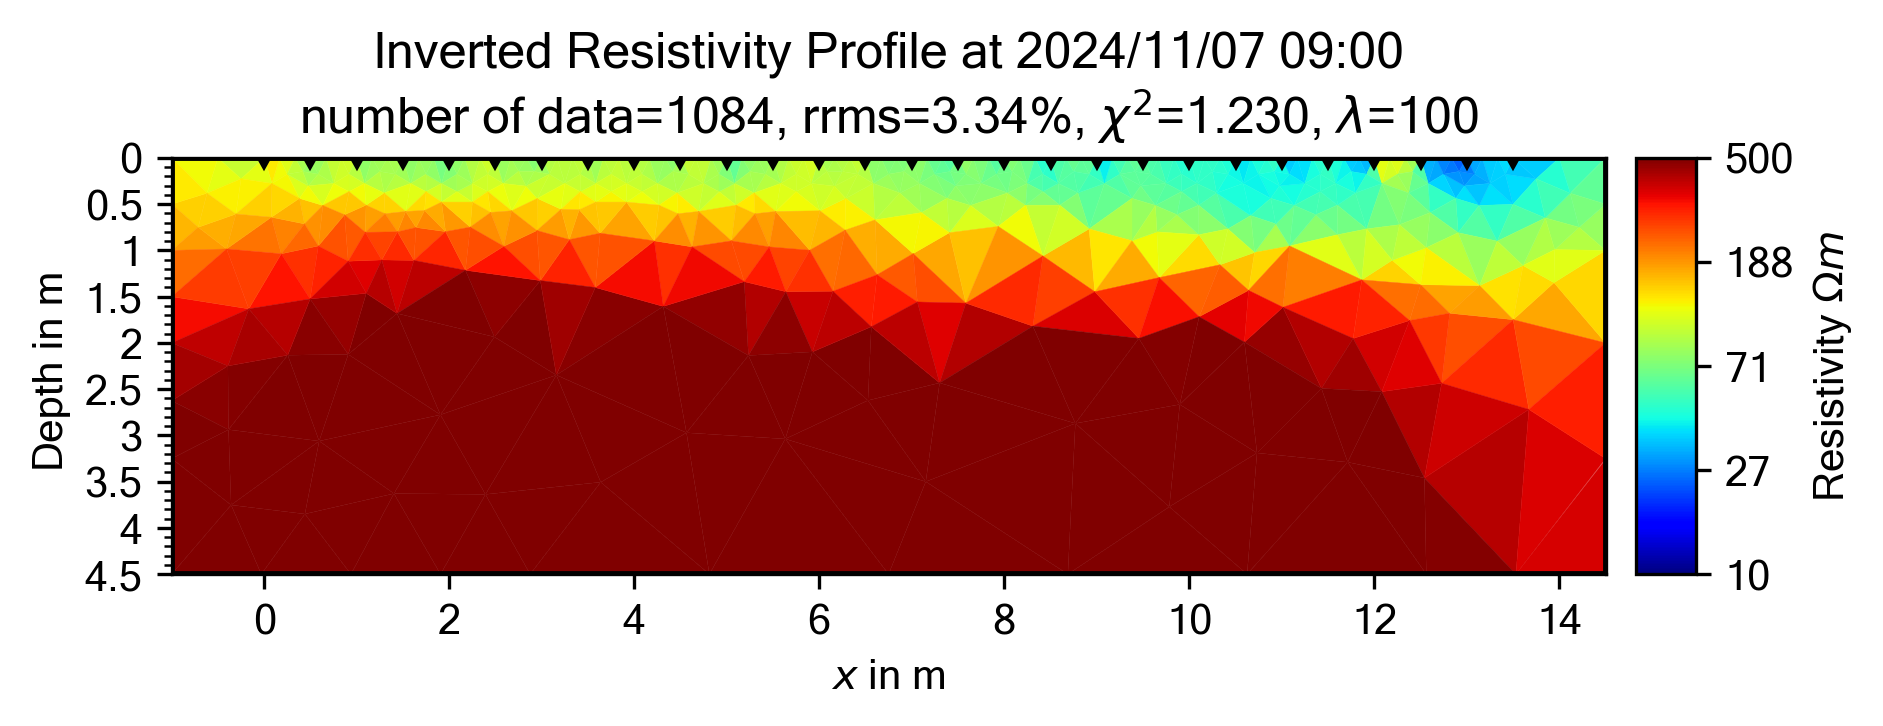 Inverted Resistivity Profile at 2024/11/07 09:00
number of data=1084, rrms=3.34%, χ²=1.230, λ=100
0
0.5
1
1.5
2
2.5
3
3.5
4
4.5
Depth in m
0 2 4 6 8 10 12 14
x in m
500
188
71
27
10
Resistivity Ωm